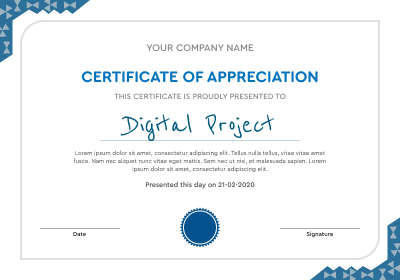 YOUR COMPANY NAME
CERTIFICATE OF APPRECIATION
THIS CERTIFICATE IS PROUDLY PRESENTED TO
Digital Project
Lorem ipsum dolor sit amet, consectetur adipiscing elit. Tellus nulla tellus, vitae vitae amet
fusce. Nam nec aliquet nunc vitae eget mattis. Sem nec ut nisi, et malesuada sapien. Lorem
ipsum dolor sit amet, consectetur adipiscing elit.
Presented this day on 21-02-2020
Date
Signature